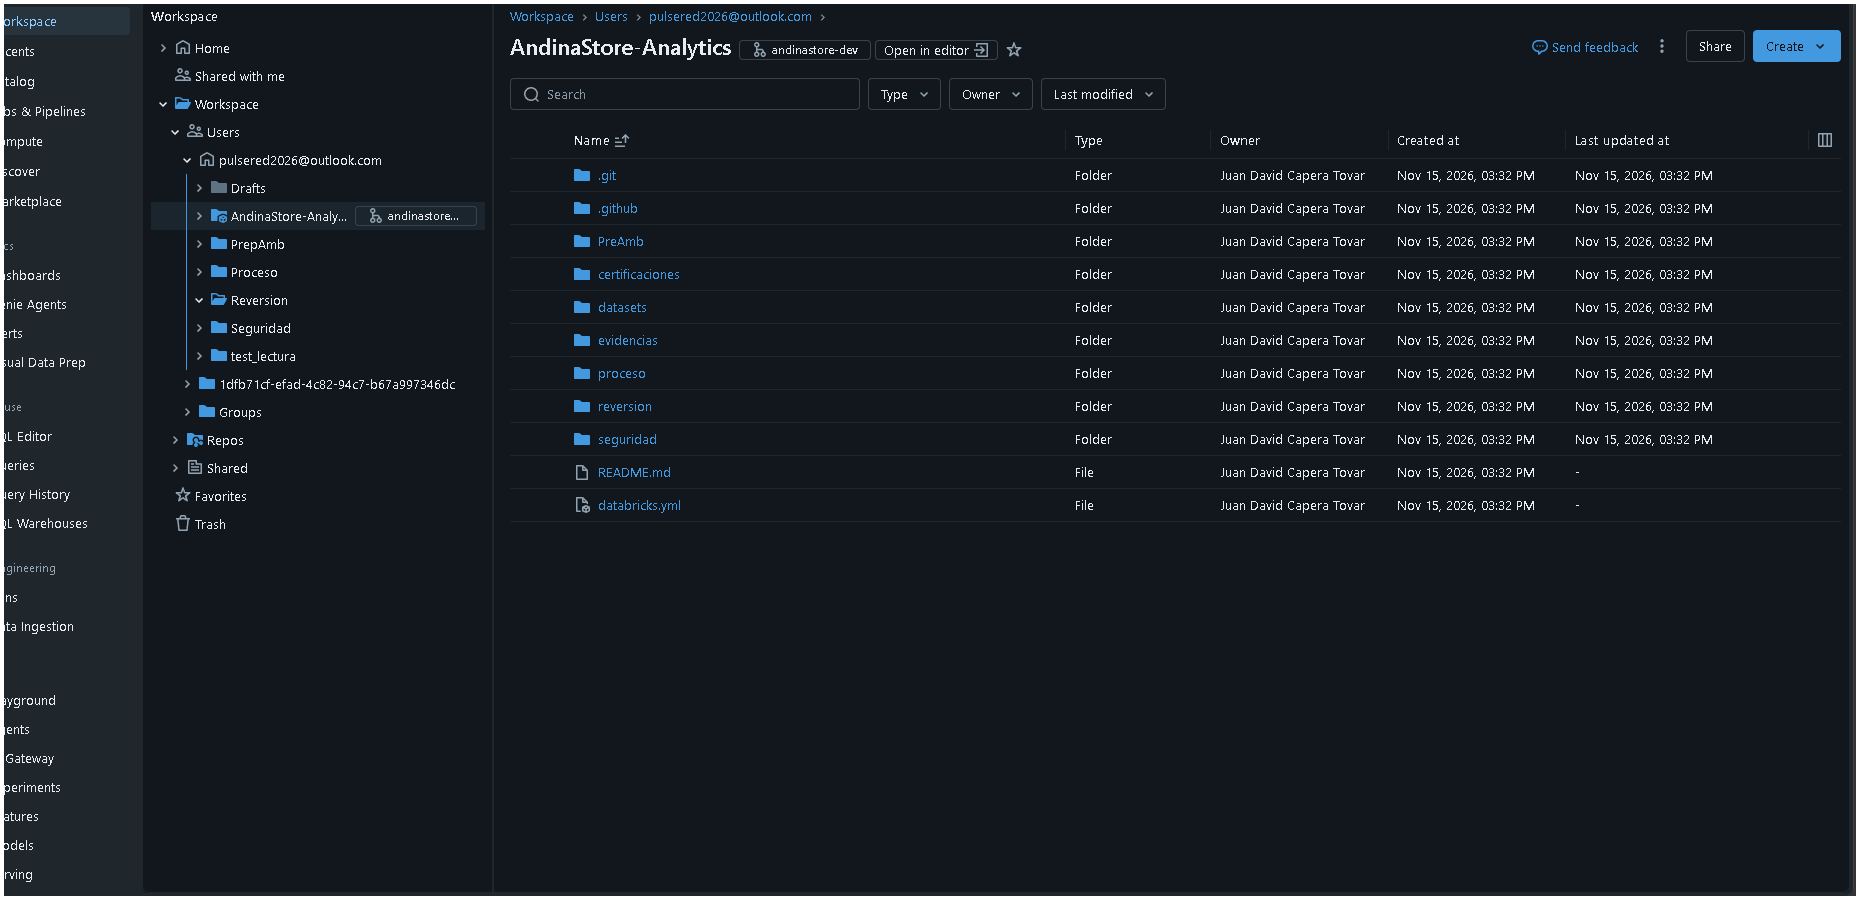 orkspace
cents
talog
bs & Pipelines
mpute
scover
arketplace
cs
shboards
enie Agents
erts
sual Data Prep
use
QL Editor
ueries
uery History
QL Warehouses
gineering
ns
ta Ingestion
ayground
gents
Gateway
periments
atures
odels
rving
Workspace
Home
Shared with me
Workspace
Users
pulsered2026@outlook.com
Drafts
AndinaStore-Analy... andinastore...
PrepAmb
Proceso
Reversion
Seguridad
test_lectura
1dfb71cf-efad-4c82-94c7-b67a997346dc
Groups
Repos
Shared
Favorites
Trash
Workspace > Users > pulsered2026@outlook.com >
AndinaStore-Analytics andinastore-dev Open in editor
Send feedback Share Create
Search Type Owner Last modified
Name Type Owner Created at Last updated at
.git Folder Juan David Capera Tovar Nov 15, 2026, 03:32 PM Nov 15, 2026, 03:32 PM
.github Folder Juan David Capera Tovar Nov 15, 2026, 03:32 PM Nov 15, 2026, 03:32 PM
PreAmb Folder Juan David Capera Tovar Nov 15, 2026, 03:32 PM Nov 15, 2026, 03:32 PM
certificaciones Folder Juan David Capera Tovar Nov 15, 2026, 03:32 PM Nov 15, 2026, 03:32 PM
datasets Folder Juan David Capera Tovar Nov 15, 2026, 03:32 PM Nov 15, 2026, 03:32 PM
evidencias Folder Juan David Capera Tovar Nov 15, 2026, 03:32 PM Nov 15, 2026, 03:32 PM
proceso Folder Juan David Capera Tovar Nov 15, 2026, 03:32 PM Nov 15, 2026, 03:32 PM
reversion Folder Juan David Capera Tovar Nov 15, 2026, 03:32 PM Nov 15, 2026, 03:32 PM
seguridad Folder Juan David Capera Tovar Nov 15, 2026, 03:32 PM Nov 15, 2026, 03:32 PM
README.md File Juan David Capera Tovar Nov 15, 2026, 03:32 PM -
databricks.yml File Juan David Capera Tovar Nov 15, 2026, 03:32 PM -